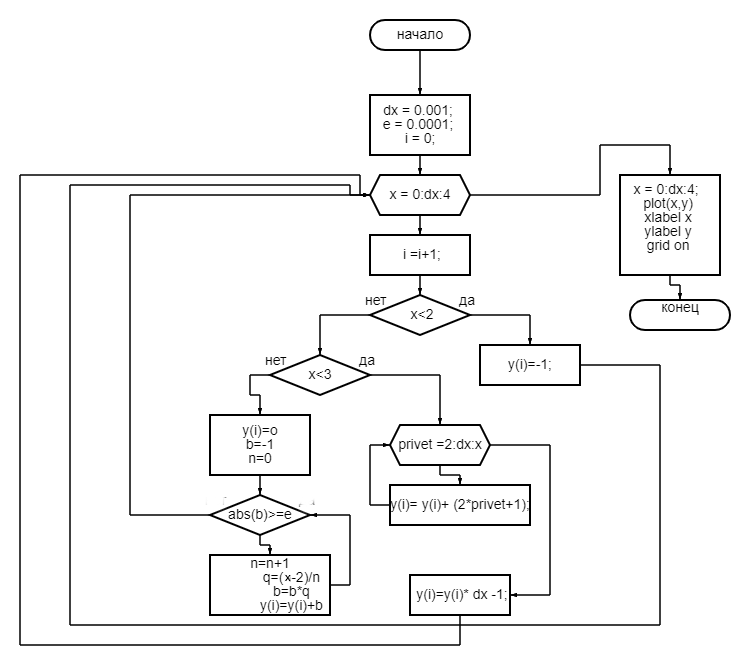 начало
dx = 0.001;
e = 0.0001;
i = 0;
x = 0:dx:4
x = 0:dx:4;
plot(x,y)
xlabel x
ylabel y
grid on
i =i+1;
конец
нет
да
x<2
нет
да
x<3
y(i)=-1;
y(i)=o
b=-1
n=0
privet =2:dx:x
abs(b)>=e
y(i)= y(i)+ (2*privet+1);
n=n+1
q=(x-2)/n
b=b*q
y(i)=y(i)+b
y(i)=y(i)* dx -1;